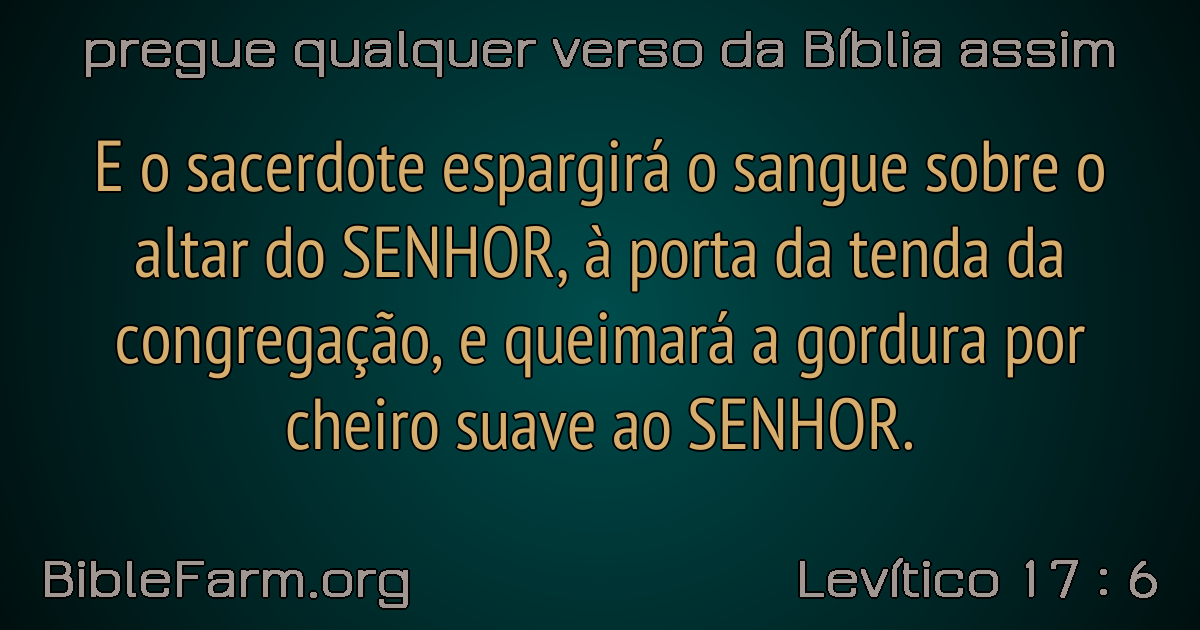 pregue qualquer verso da Bíblia assim
E o sacerdote espargirá o sangue sobre o
altar do SENHOR, à porta da tenda da
congregação, e queimará a gordura por
cheiro suave ao SENHOR.
BibleFarm.org
Levítico 17 : 6